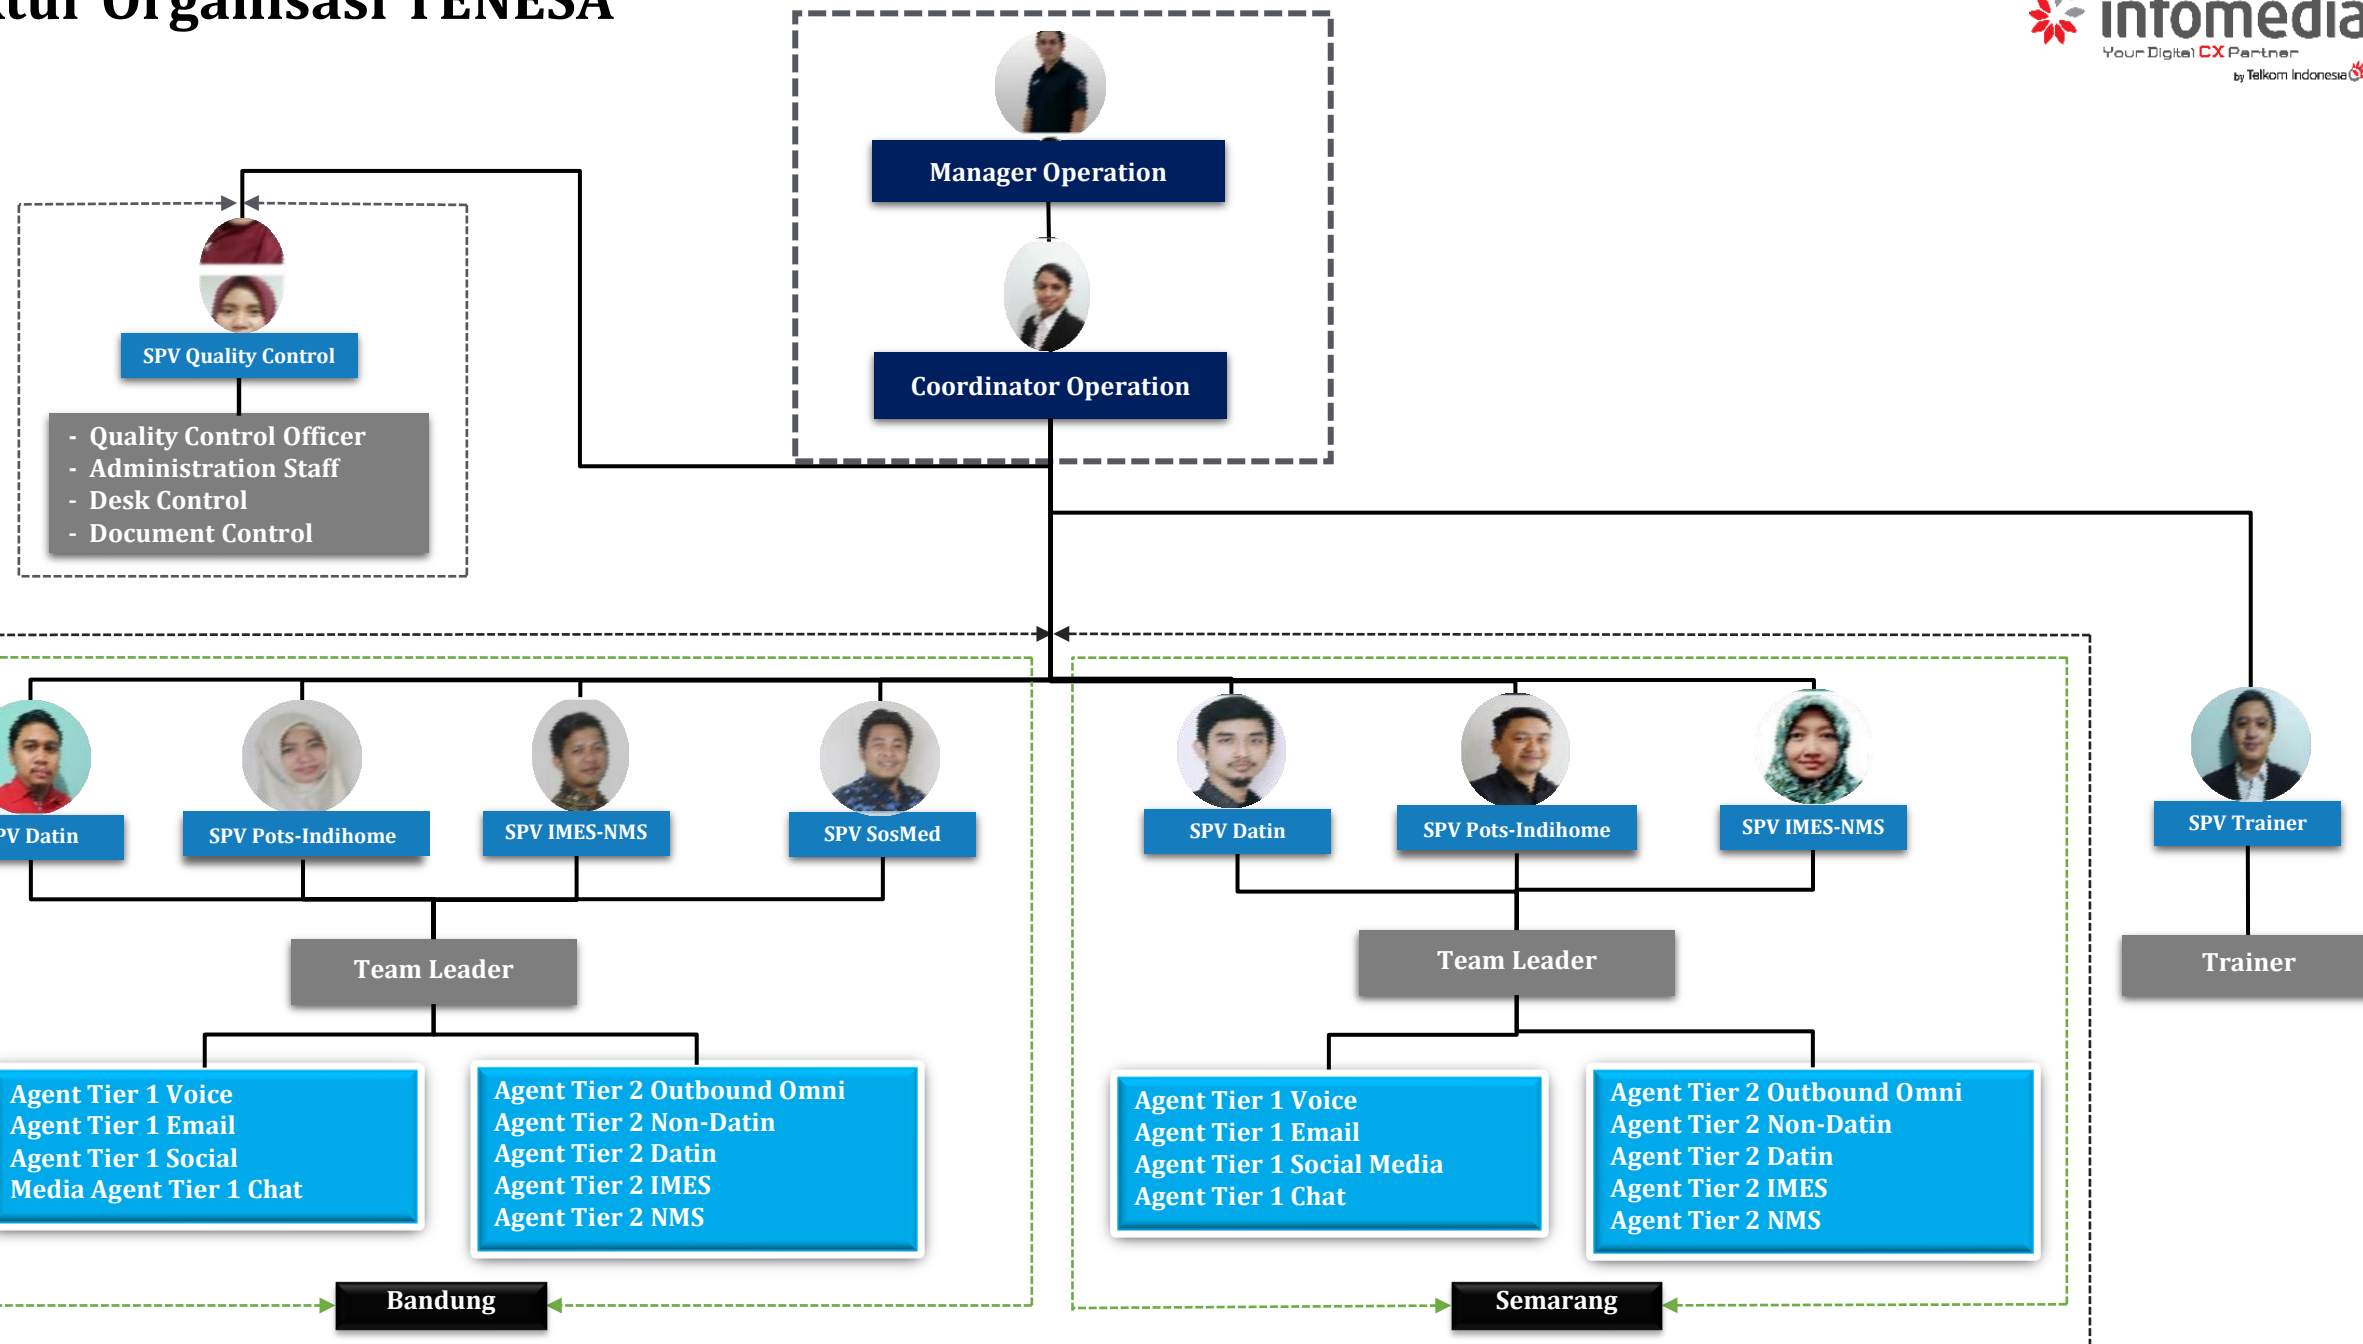 ktur Organisasi TENESA
infomedia
Your Digital CX Partner
by Telkom Indonesia
Manager Operation
Coordinator Operation
SPV Quality Control
- Quality Control Officer
- Administration Staff
- Desk Control
- Document Control
PV Datin
SPV Pots-Indihome
SPV IMES-NMS
SPV SosMed
SPV Datin
SPV Pots-Indihome
SPV IMES-NMS
SPV Trainer
Team Leader
Team Leader
Trainer
Agent Tier 1 Voice
Agent Tier 1 Email
Agent Tier 1 Social
Media Agent Tier 1 Chat
Agent Tier 2 Outbound Omni
Agent Tier 2 Non-Datin
Agent Tier 2 Datin
Agent Tier 2 IMES
Agent Tier 2 NMS
Agent Tier 1 Voice
Agent Tier 1 Email
Agent Tier 1 Social Media
Agent Tier 1 Chat
Agent Tier 2 Outbound Omni
Agent Tier 2 Non-Datin
Agent Tier 2 Datin
Agent Tier 2 IMES
Agent Tier 2 NMS
Bandung
Semarang